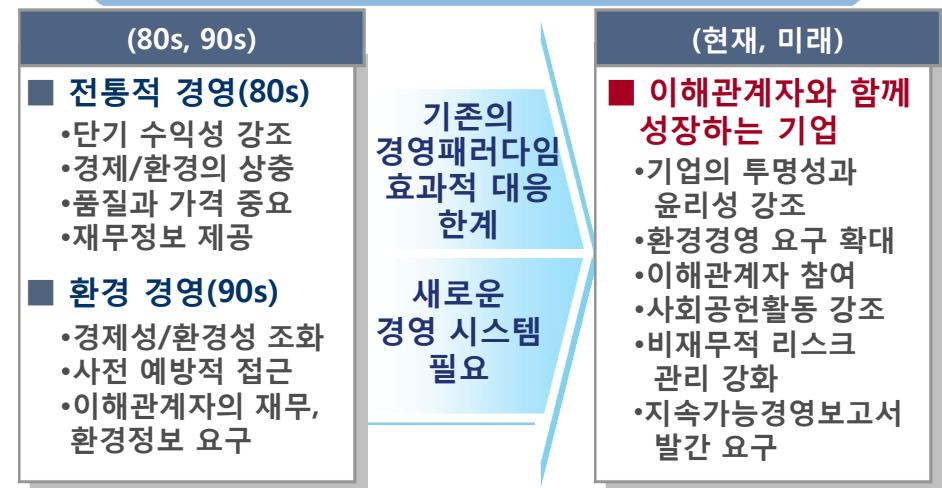 (80s, 90s)
■ 전통적 경영(80s)
•단기 수익성 강조
•경제/환경의 상충
•품질과 가격 중요
•재무정보 제공
■ 환경 경영(90s)
•경제성/환경성 조화
•사전 예방적 접근
•이해관계자의 재무,
환경정보 요구
기존의
경영패러다임
효과적 대응
한계
새로운
경영 시스템
필요
(현재, 미래)
■ 이해관계자와 함께
성장하는 기업
•기업의 투명성과
윤리성 강조
•환경경영 요구 확대
•이해관계자 참여
•사회공헌활동 강조
•비재무적 리스크
관리 강화
•지속가능경영보고서
발간 요구